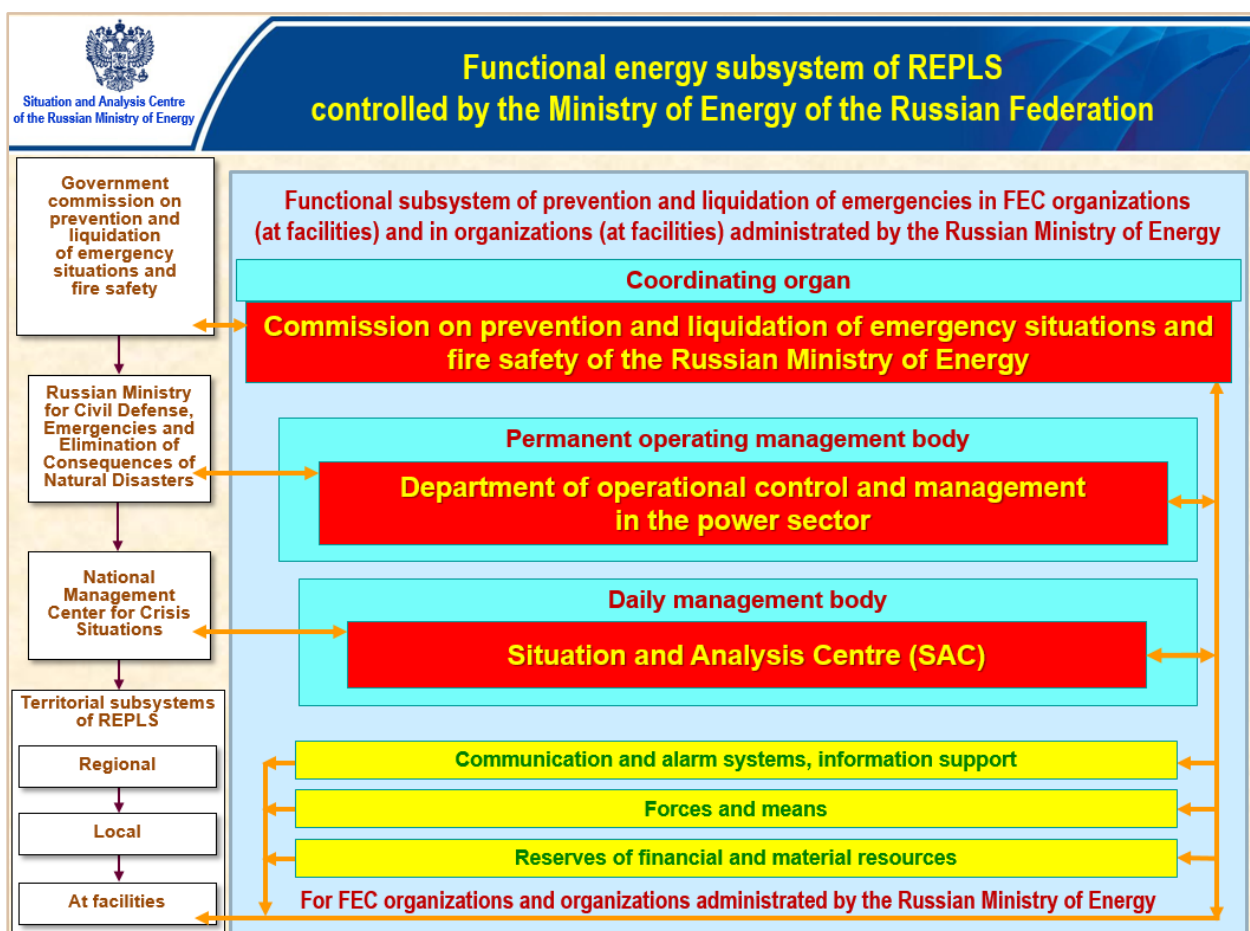 Situation and Analysis Centre
of the Russian Ministry of Energy
Functional energy subsystem of REPLS
controlled by the Ministry of Energy of the Russian Federation
Government
commission on
prevention and
liquidation
of emergency
situations and
fire safety
Russian Ministry
for Civil Defense,
Emergencies and
Elimination of
Consequences of
Natural Disasters
National
Management
Center for Crisis
Situations
Territorial subsystems
of REPLS
Regional
Local
At facilities
Functional subsystem of prevention and liquidation of emergencies in FEC organizations
(at facilities) and in organizations (at facilities) administrated by the Russian Ministry of Energy
Coordinating organ
Commission on prevention and liquidation of emergency situations and
fire safety of the Russian Ministry of Energy
Permanent operating management body
Department of operational control and management
in the power sector
Daily management body
Situation and Analysis Centre (SAC)
Communication and alarm systems, information support
Forces and means
Reserves of financial and material resources
For FEC organizations and organizations administrated by the Russian Ministry of Energy